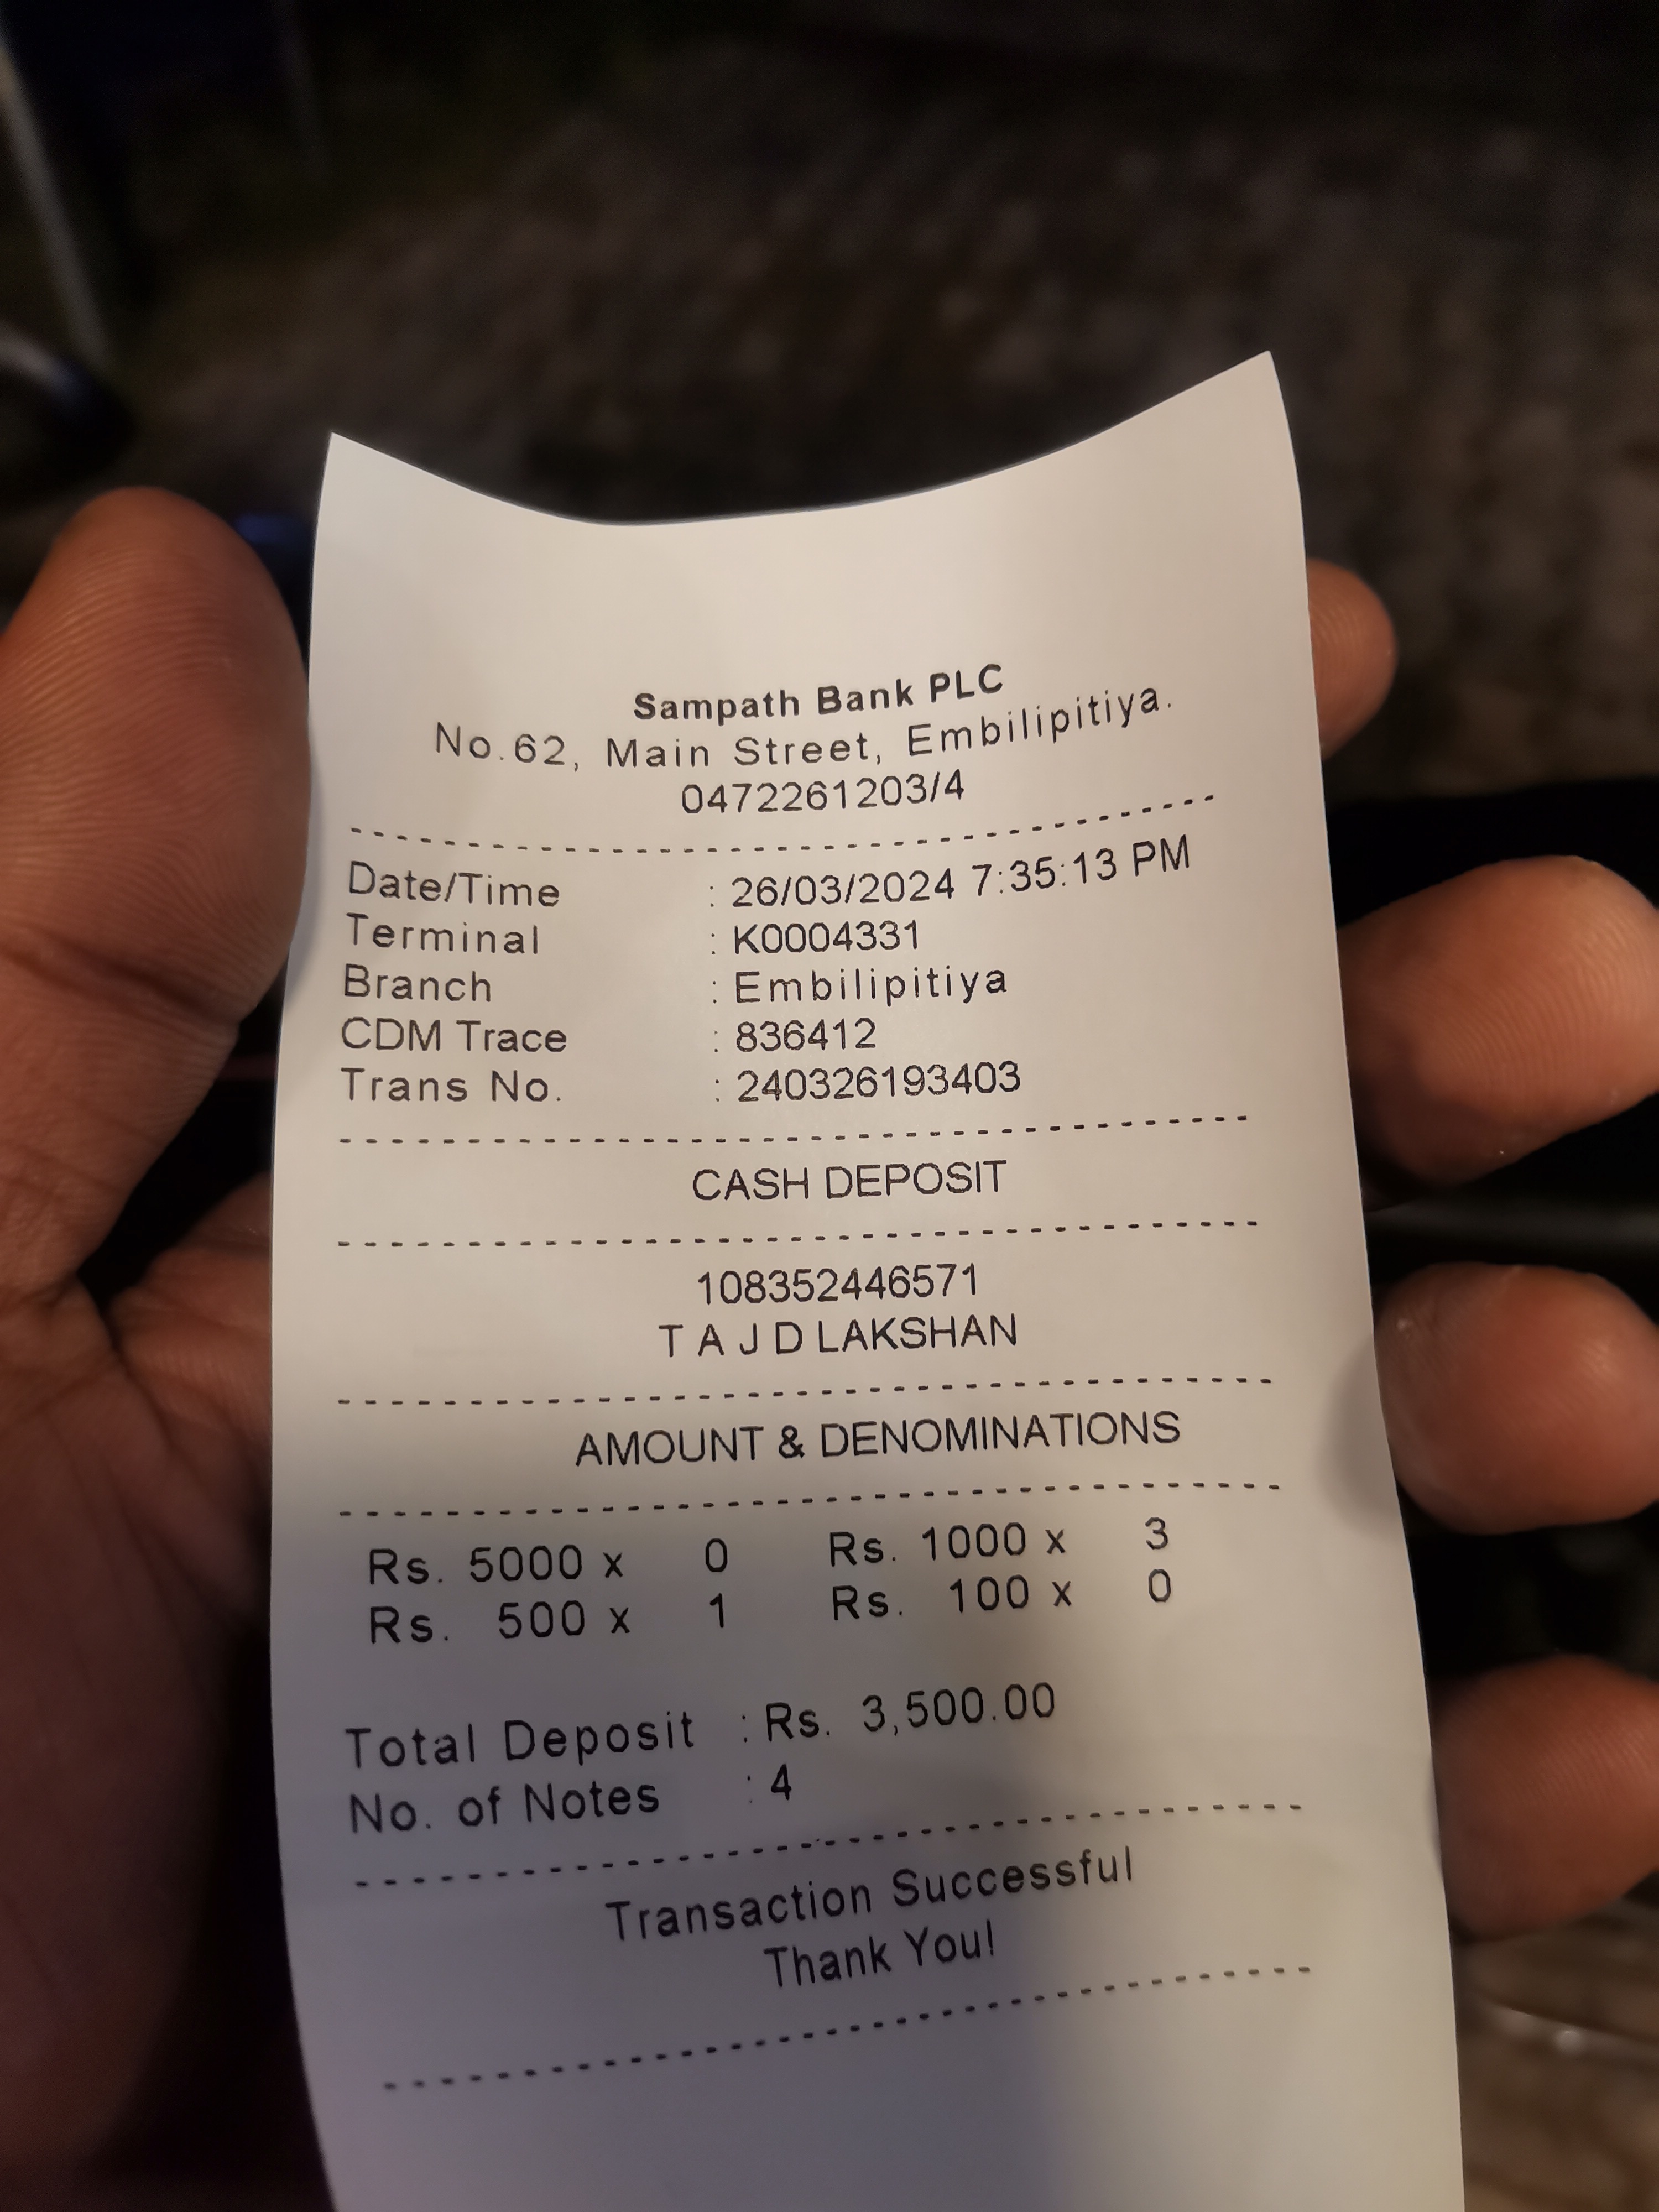 Sampath Bank PLC
No.62, Main Street, Embilipitiya.
0472261203/4
----------------------------------
Date/Time : 26/03/2024 7:35:13 PM
Terminal : K0004331
Branch : Embilipitiya
CDM Trace : 836412
Trans No. : 240326193403
----------------------------------
CASH DEPOSIT
----------------------------------
108352446571
T A J D LAKSHAN
----------------------------------
AMOUNT & DENOMINATIONS
----------------------------------
Rs. 5000 x 0 Rs. 1000 x 3
Rs. 500 x 1 Rs. 100 x 0
Total Deposit : Rs. 3,500.00
No. of Notes : 4
----------------------------------
Transaction Successful
Thank You!
----------------------------------